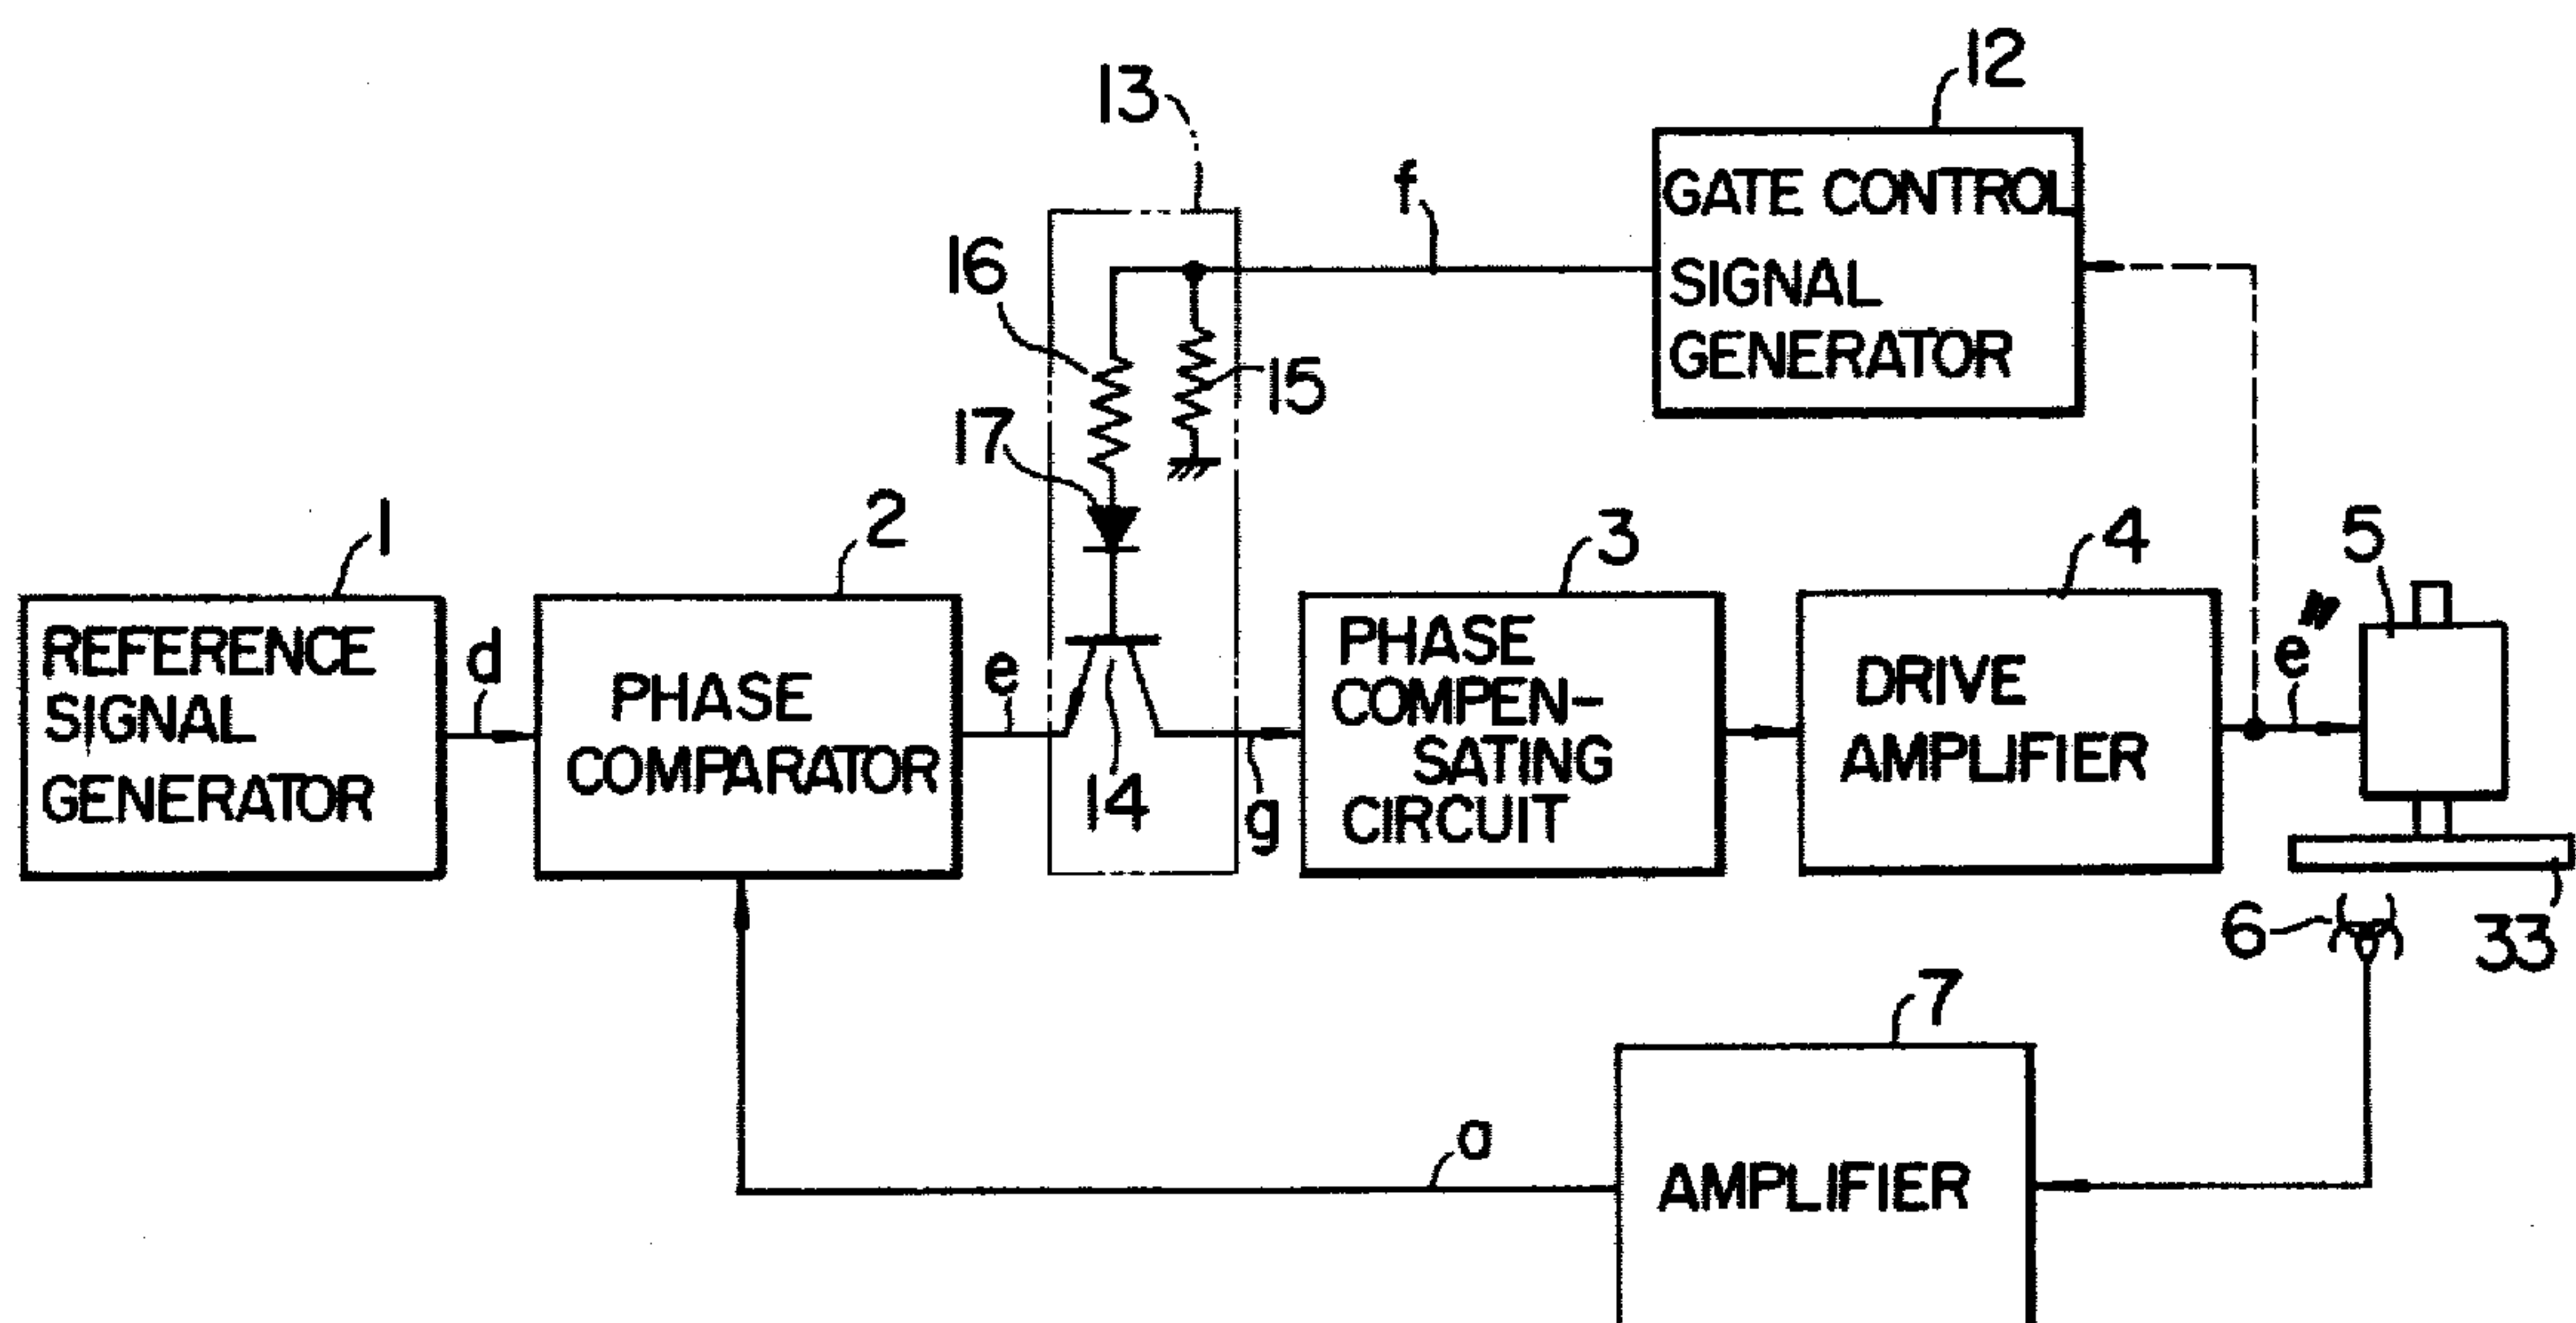 13
12
f
GATE CONTROL
SIGNAL
GENERATOR
16
15
17
1
2
3
4
5
REFERENCE
SIGNAL
GENERATOR
d
PHASE
COMPARATOR
e
14
g
PHASE
COMPEN-
SATING
CIRCUIT
DRIVE
AMPLIFIER
e'''
6
33
7
a
AMPLIFIER